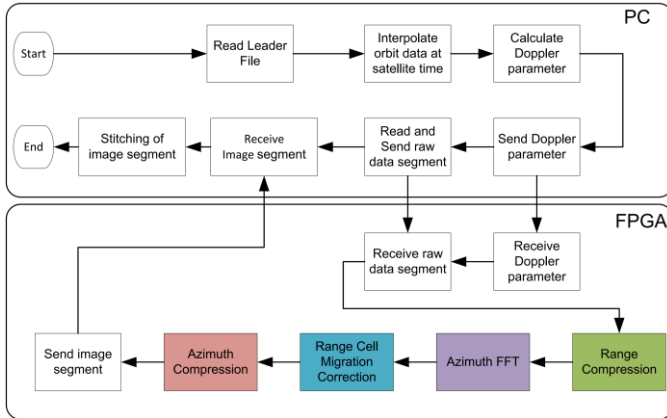 PC
Start
Read Leader
File
Interpolate
orbit data at
satellite time
Calculate
Doppler
parameter
End
Stitching of
image segment
Receive
Image segment
Read and
Send raw
data segment
Send Doppler
parameter
FPGA
Receive raw
data segment
Receive
Doppler
parameter
Send image
segment
Azimuth
Compression
Range Cell
Migration
Correction
Azimuth FFT
Range
Compression